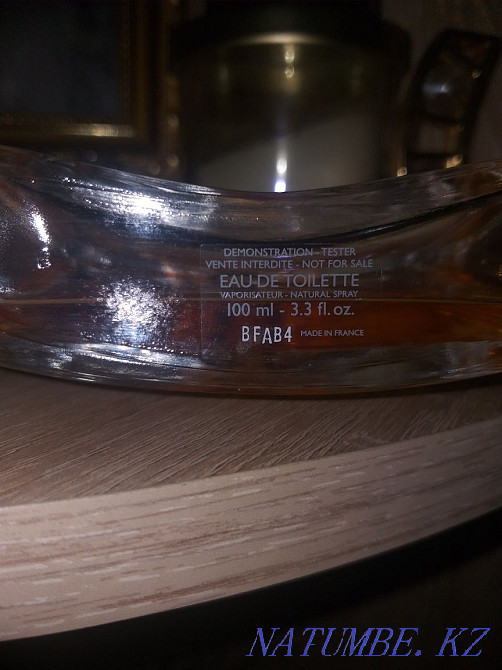 DEMONSTRATION - TESTER
VENTE INTERDITE - NOT FOR SALE
EAU DE TOILETTE
VAPORISATEUR - NATURAL SPRAY
100 ml - 3.3 fl. oz.
BFAB4 MADE IN FRANCE
NATUMBE. KZ